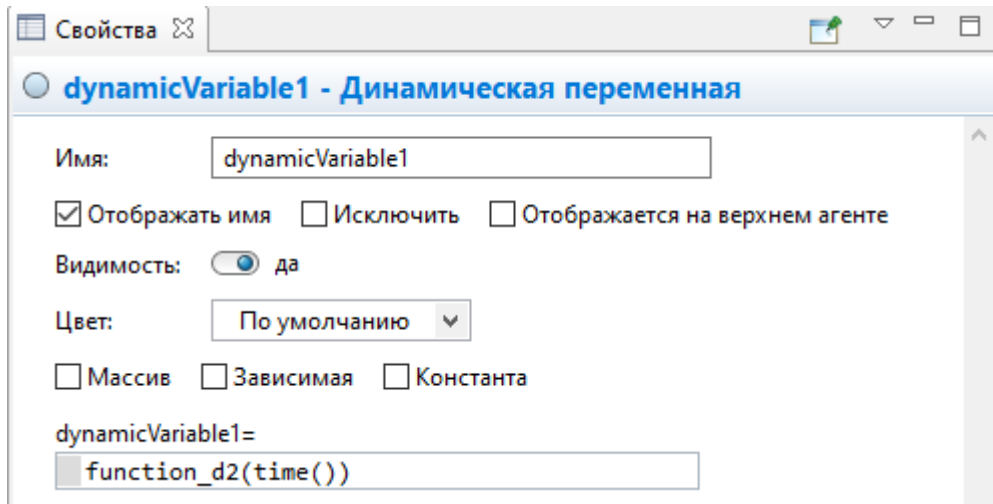 Свойства
dynamicVariable1 - Динамическая переменная
Имя: dynamicVariable1
Отображать имя Исключить Отображается на верхнем агенте
Видимость: да
Цвет: По умолчанию
Массив Зависимая Константа
dynamicVariable1=
function_d2(time())